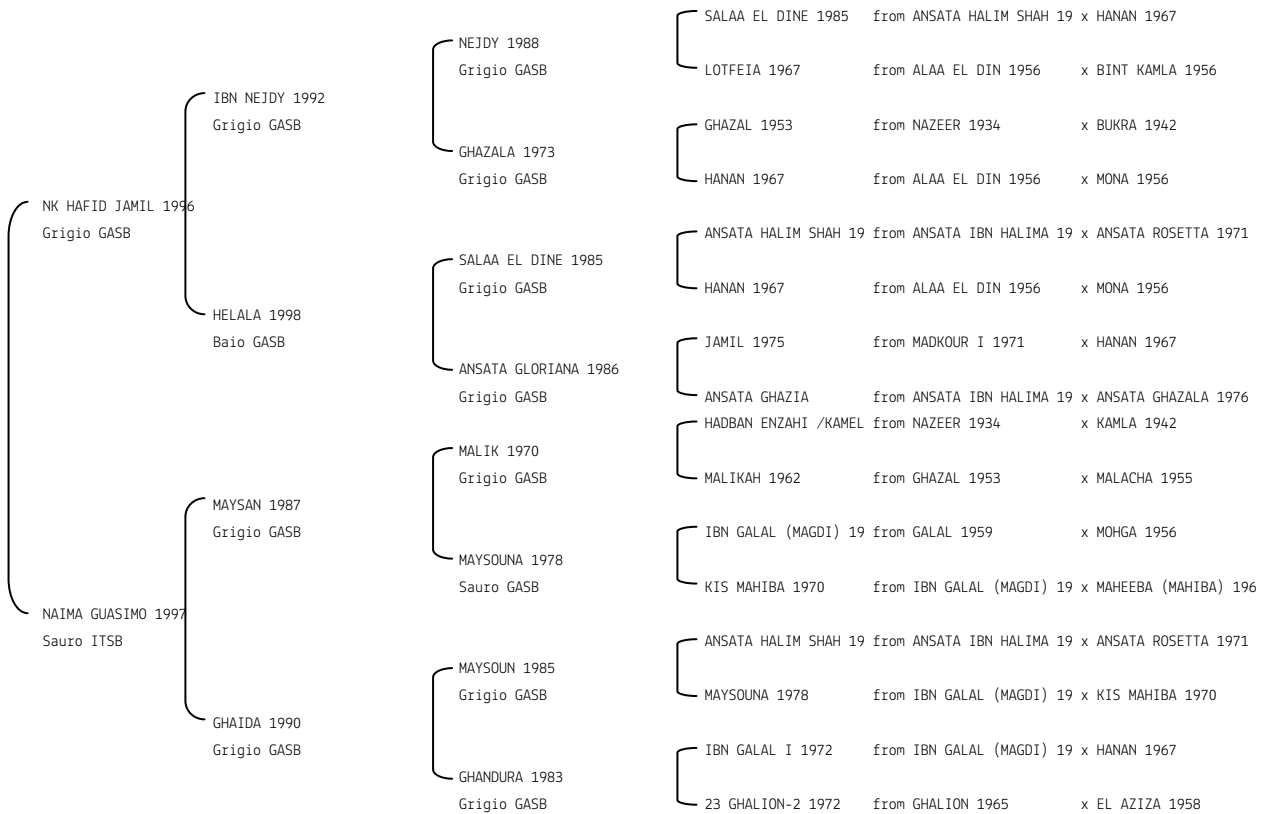 SALAA EL DINE 1985 from ANSATA HALIM SHAH 19 x HANAN 1967
NEJDY 1988
Grigio GASB
LOTFEIA 1967 from ALAA EL DIN 1956 x BINT KAMLA 1956
IBN NEJDY 1992
Grigio GASB
GHAZAL 1953 from NAZEER 1934 x BUKRA 1942
GHAZALA 1973
Grigio GASB
HANAN 1967 from ALAA EL DIN 1956 x MONA 1956
NK HAFID JAMIL 1996
Grigio GASB
ANSATA HALIM SHAH 19 from ANSATA IBN HALIMA 19 x ANSATA ROSETTA 1971
SALAA EL DINE 1985
Grigio GASB
HANAN 1967 from ALAA EL DIN 1956 x MONA 1956
HELALA 1998
Baio GASB
JAMIL 1975 from MADKOUR I 1971 x HANAN 1967
ANSATA GLORIANA 1986
Grigio GASB
ANSATA GHAZIA from ANSATA IBN HALIMA 19 x ANSATA GHAZALA 1976
HADBAN ENZAHI /KAMEL from NAZEER 1934 x KAMLA 1942
MALIK 1970
Grigio GASB
MALIKAH 1962 from GHAZAL 1953 x MALACHA 1955
MAYSAN 1987
Grigio GASB
IBN GALAL (MAGDI) 19 from GALAL 1959 x MOHGA 1956
MAYSOUNA 1978
Sauro GASB
KIS MAHIBA 1970 from IBN GALAL (MAGDI) 19 x MAHEEBA (MAHIBA) 196
NAIMA GUASIMO 1997
Sauro ITSB
ANSATA HALIM SHAH 19 from ANSATA IBN HALIMA 19 x ANSATA ROSETTA 1971
MAYSOUN 1985
Grigio GASB
MAYSOUNA 1978 from IBN GALAL (MAGDI) 19 x KIS MAHIBA 1970
GHAIDA 1990
Grigio GASB
IBN GALAL I 1972 from IBN GALAL (MAGDI) 19 x HANAN 1967
GHANDURA 1983
Grigio GASB
23 GHALION-2 1972 from GHALION 1965 x EL AZIZA 1958